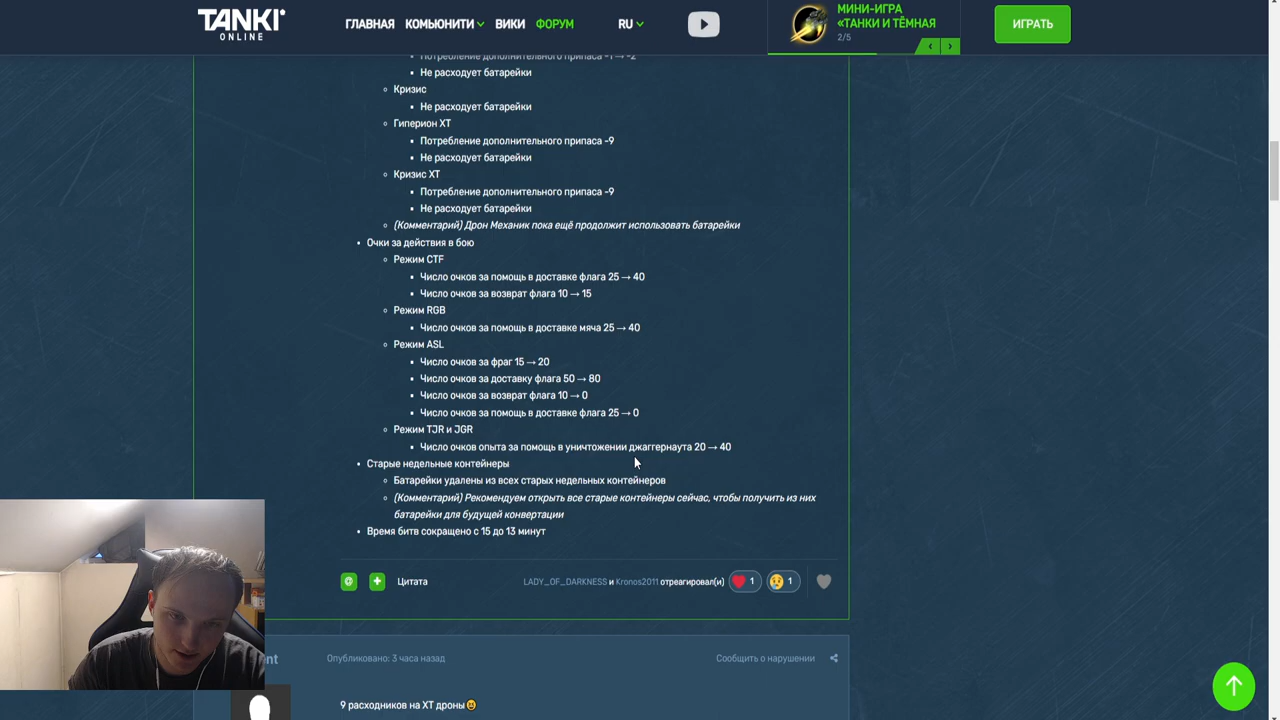 TANKI
ONLINE
ГЛАВНАЯ КОМЬЮНИТИ ВИКИ ФОРУМ RU
МИНИ-ИГРА
«ТАНКИ И ТЁМНАЯ
2/5
ИГРАТЬ
Потребление дополнительного припаса -1 → -2
Не расходует батарейки
Кризис
Не расходует батарейки
Гиперион XT
Потребление дополнительного припаса -9
Не расходует батарейки
Кризис XT
Потребление дополнительного припаса -9
Не расходует батарейки
(Комментарий) Дрон Механик пока ещё продолжит использовать батарейки
Очки за действия в бою
Режим CTF
Число очков за помощь в доставке флага 25 → 40
Число очков за возврат флага 10 → 15
Режим RGB
Число очков за помощь в доставке мяча 25 → 40
Режим ASL
Число очков за фраг 15 → 20
Число очков за доставку флага 50 → 80
Число очков за возврат флага 10 → 0
Число очков за помощь в доставке флага 25 → 0
Режим TJR и JGR
Число очков опыта за помощь в уничтожении джаггернаута 20 → 40
Старые недельные контейнеры
Батарейки удалены из всех старых недельных контейнеров
(Комментарий) Рекомендуем открыть все старые контейнеры сейчас, чтобы получить из них
батарейки для будущей конвертации
Время битв сокращено с 15 до 13 минут
Цитата
LADY_OF_DARKNESS и Kronos2011 отреагировал(и) 1 1
Опубликовано: 3 часа назад
Сообщить о нарушении
9 расходников на ХТ дроны